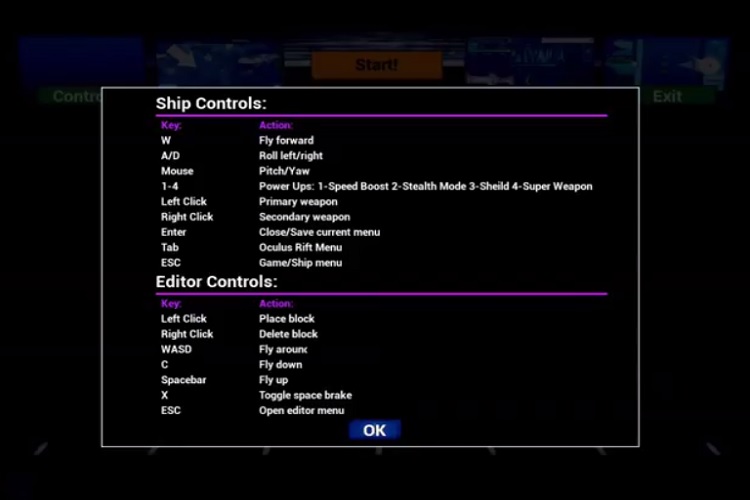 Start!
Contro
Exit
Ship Controls:
Key: Action:
W Fly forward
A/D Roll left/right
Mouse Pitch/Yaw
1-4 Power Ups: 1-Speed Boost 2-Stealth Mode 3-Sheild 4-Super Weapon
Left Click Primary weapon
Right Click Secondary weapon
Enter Close/Save current menu
Tab Oculus Rift Menu
ESC Game/Ship menu
Editor Controls:
Key: Action:
Left Click Place block
Right Click Delete block
WASD Fly around
C Fly down
Spacebar Fly up
X Toggle space brake
ESC Open editor menu
OK